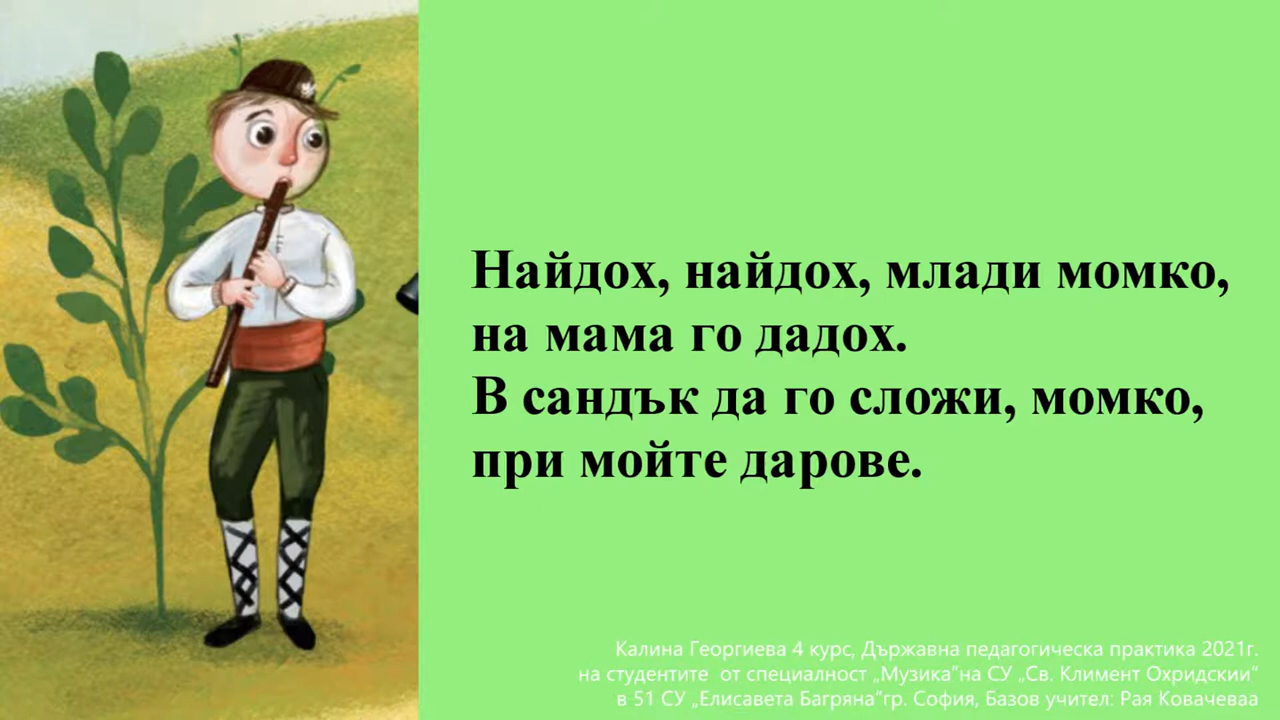 Найдох, найдох, млади момко,
на мама го дадох.
В сандък да го сложи, момко,
при мойте дарове.
Калина Георгиева 4 курс, Държавна педагогическа практика 2021г.
на студентите от специалност „Музика”на СУ „Св. Климент Охридскии“
в 51 СУ „Елисавета Багряна”гр. София, Базов учител: Рая Ковачеваа